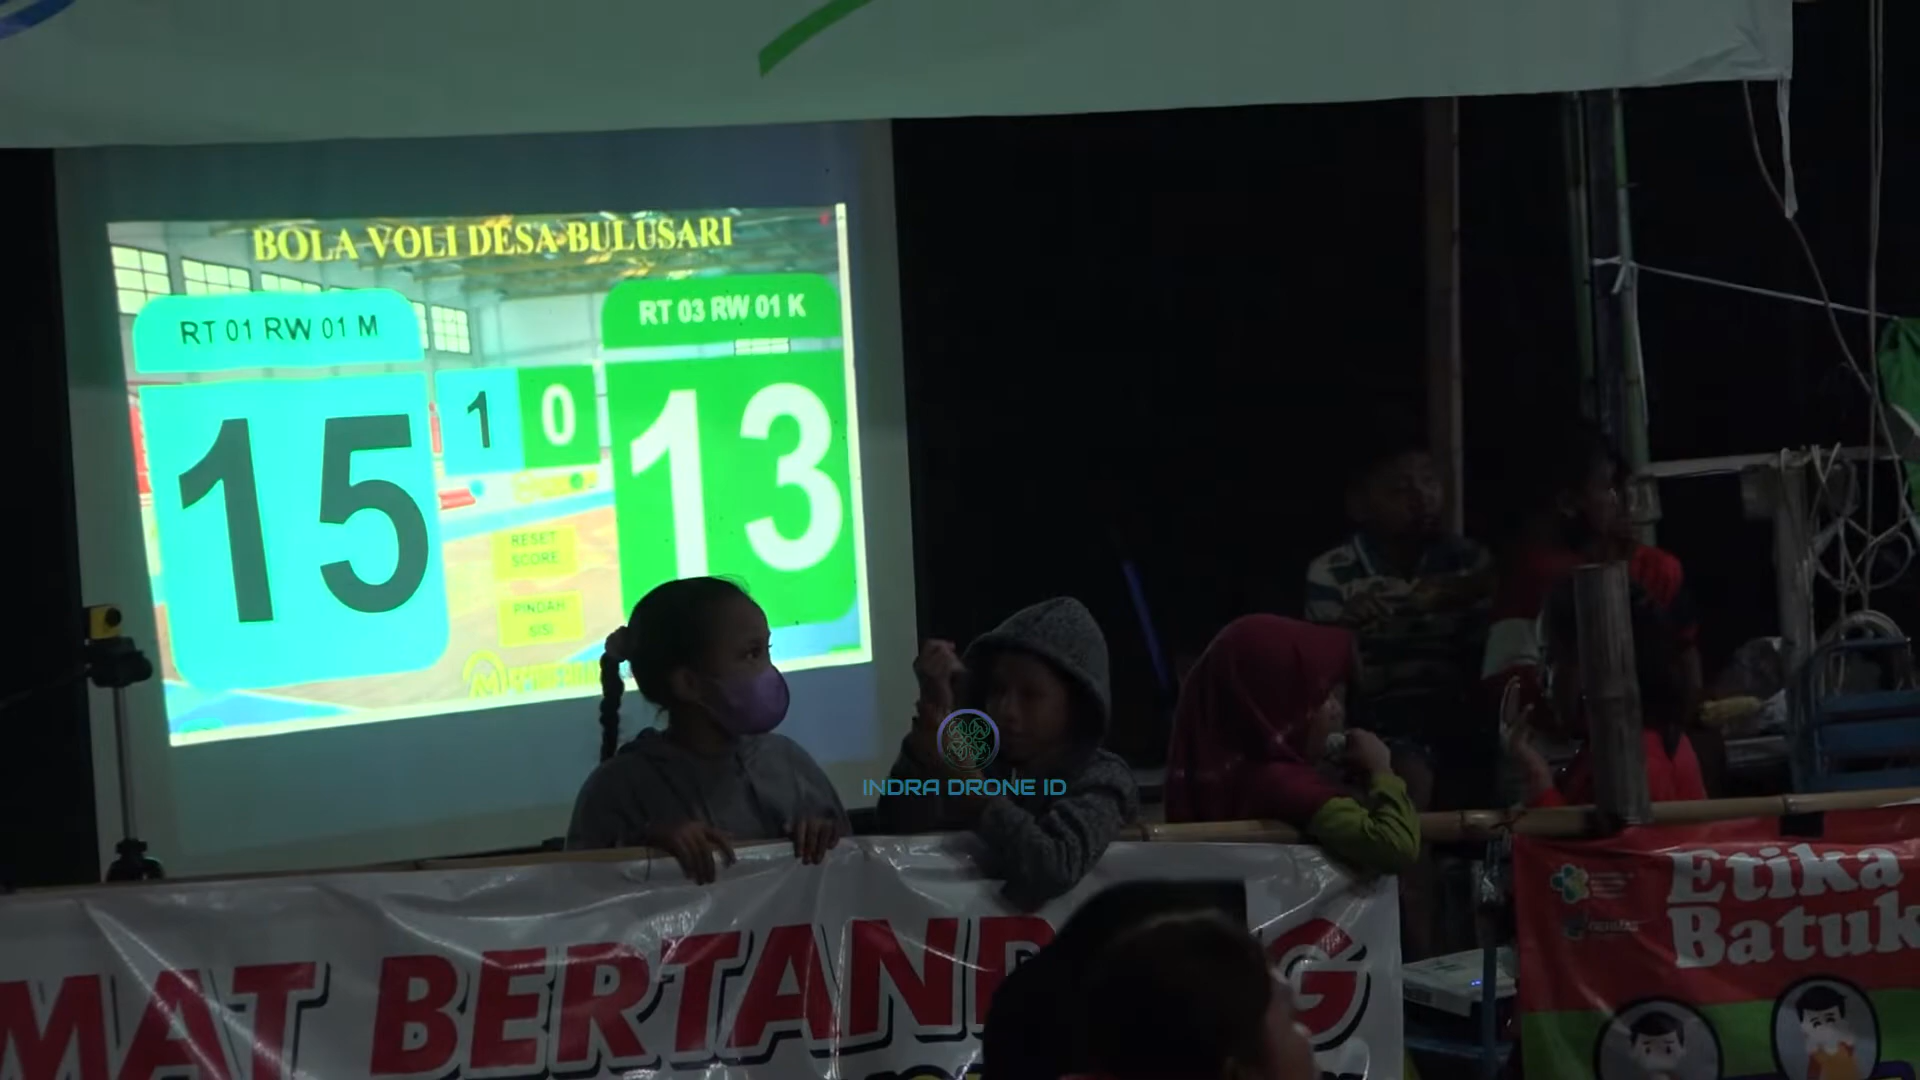 BOLA VOLI DESA BULUSARI
RT 01 RW 01 M
RT 03 RW 01 K
15
1
0
13
RESET
SCORE
PINDAH
SISI
INDRA DRONE ID
MAT BERTAND G
Etika
Batuk